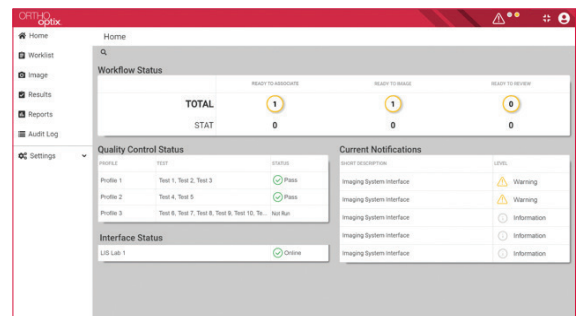 ORTHO
optix.
Home
Worklist
Image
Results
Reports
Audit Log
Settings
Home
Workflow Status
READY TO ASSOCIATE READY TO IMAGE READY TO REVIEW
TOTAL 1 1 0
STAT 0 0 0
Quality Control Status
PROFILE TEST STATUS
Profile 1 Test 1, Test 2, Test 3 Pass
Profile 2 Test 4, Test 5 Pass
Profile 3 Test 6, Test 7, Test 8, Test 9, Test 10, Te... Not Run
Interface Status
LIS Lab 1 Online
Current Notifications
SHORT DESCRIPTION LEVEL
Imaging System Interface Warning
Imaging System Interface Warning
Imaging System Interface Information
Imaging System Interface Information
Imaging System Interface Information